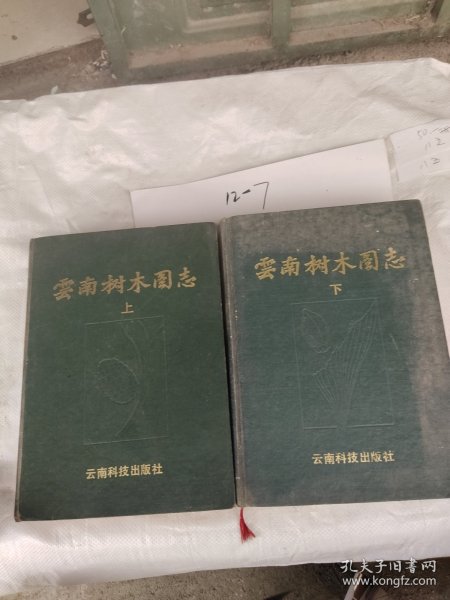 12-7
雲南树木图志
上
云南科技出版社
雲南树木图志
下
云南科技出版社
孔夫子旧书网
www.kongfz.com